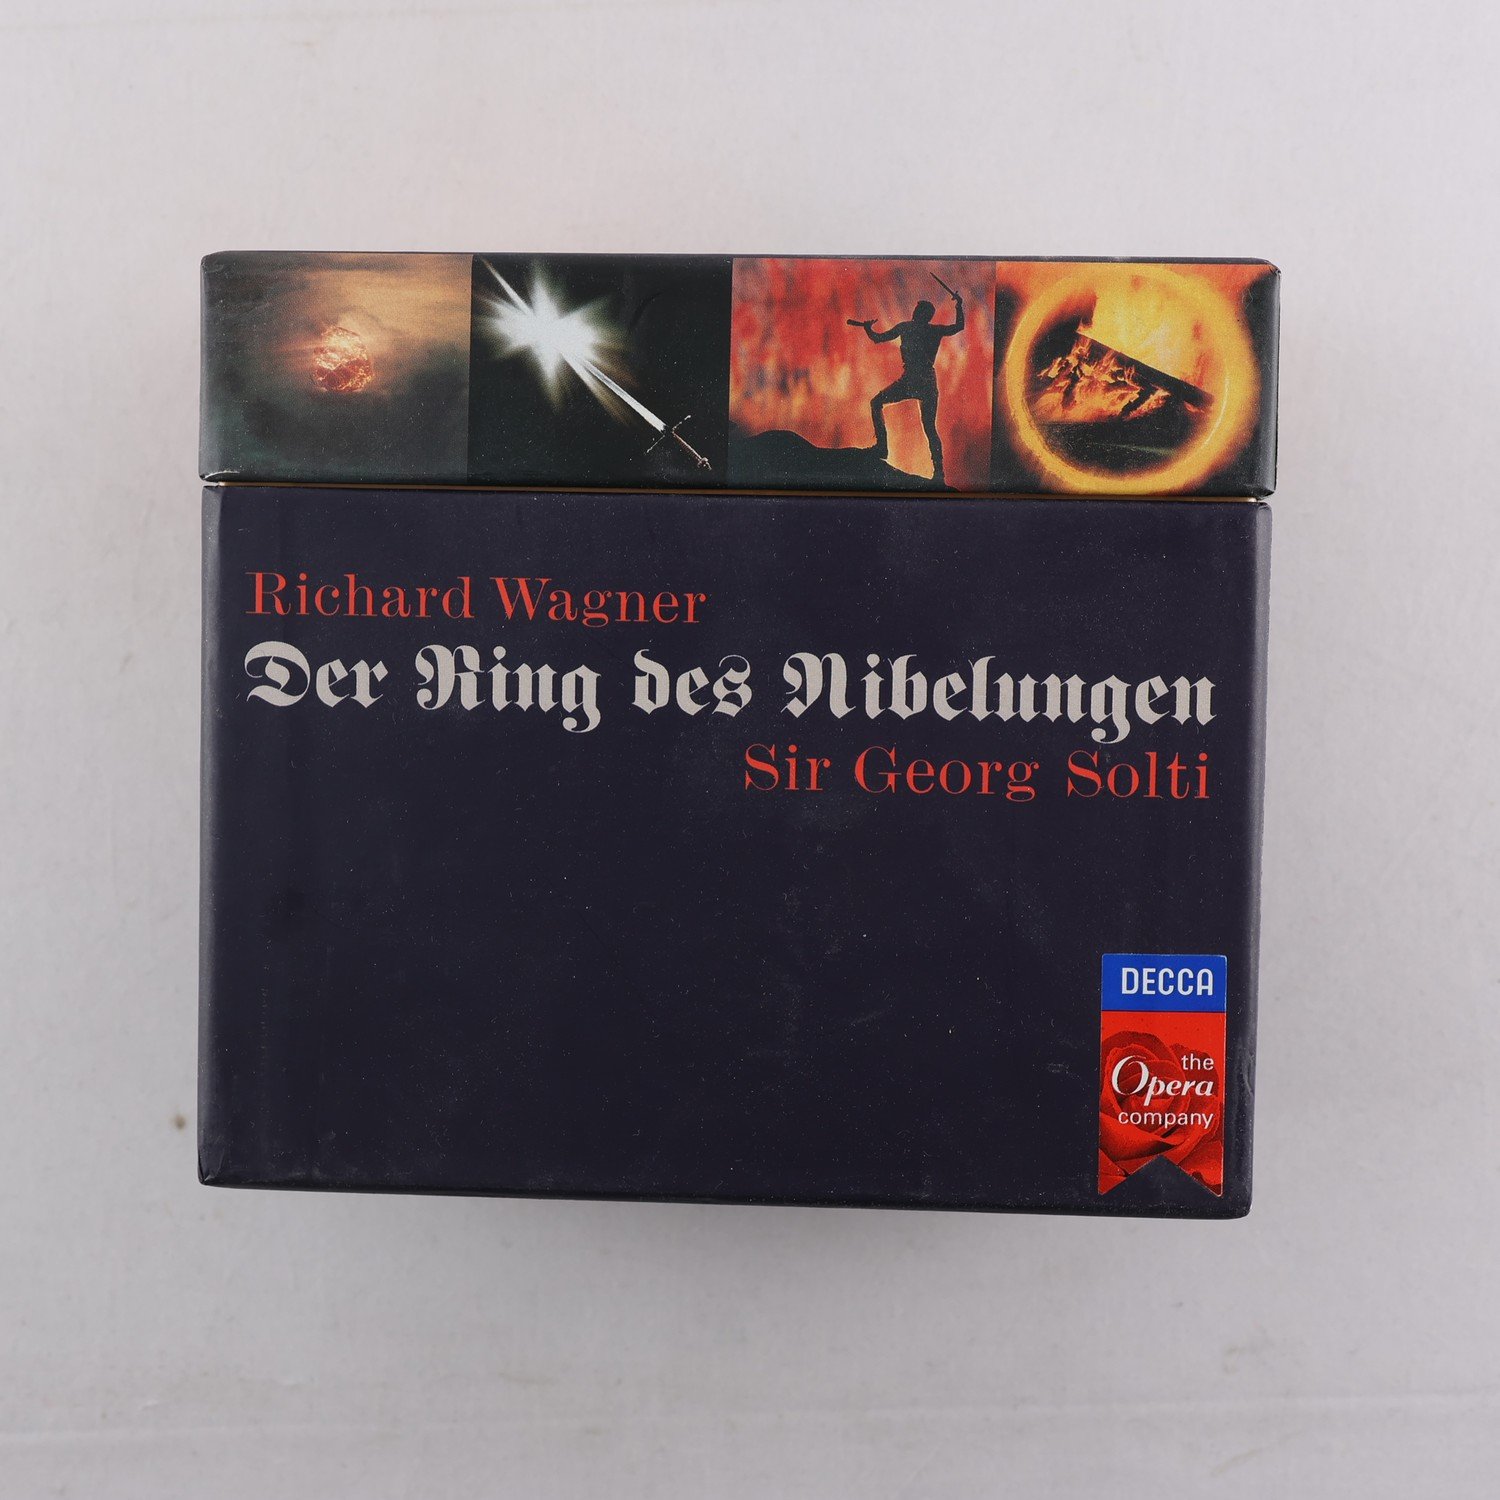 Richard Wagner
Der Ring des Nibelungen
Sir Georg Solti
DECCA
the
Opera
company